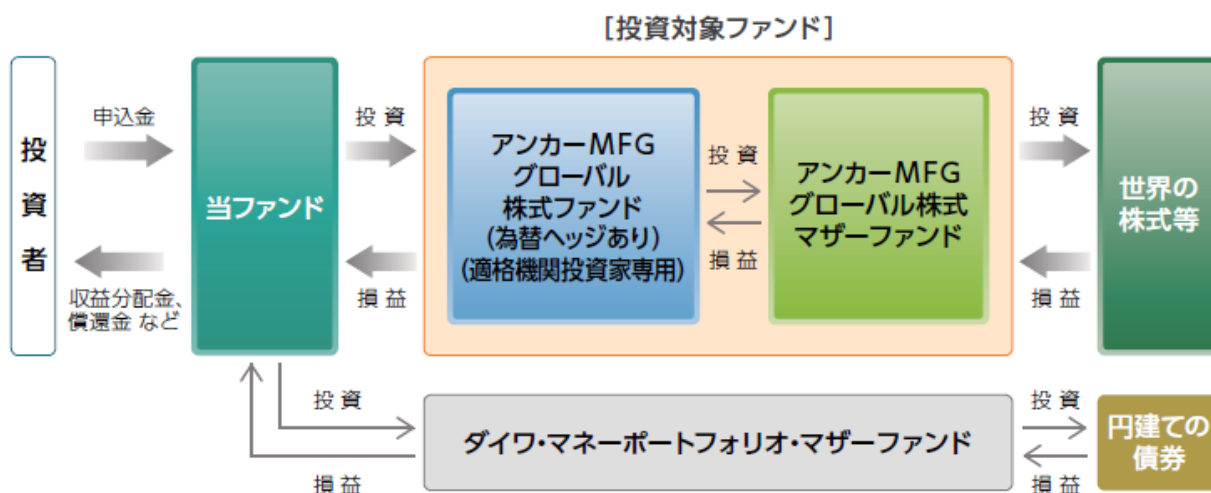 [投資対象ファンド]
投資者
申込金
収益分配金、
償還金 など
当ファンド
投 資
損 益
アンカーMFG
グローバル
株式ファンド
(為替ヘッジあり)
(適格機関投資家専用)
投 資
損 益
アンカーMFG
グローバル株式
マザーファンド
投 資
損 益
世界の
株式等
投 資
損 益
ダイワ・マネーポートフォリオ・マザーファンド
投 資
損 益
円建ての
債券